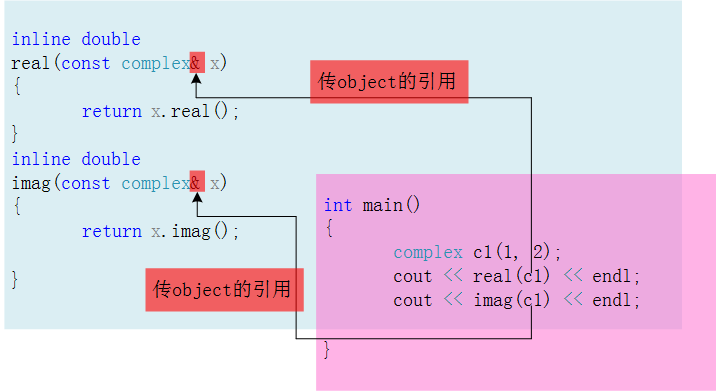 inline double
real(const complex& x)
{
return x.real();
}
inline double
imag(const complex& x)
{
return x.imag();
}
传object的引用
传object的引用
int main()
{
complex c1(1, 2);
cout << real(c1) << endl;
cout << imag(c1) << endl;
}